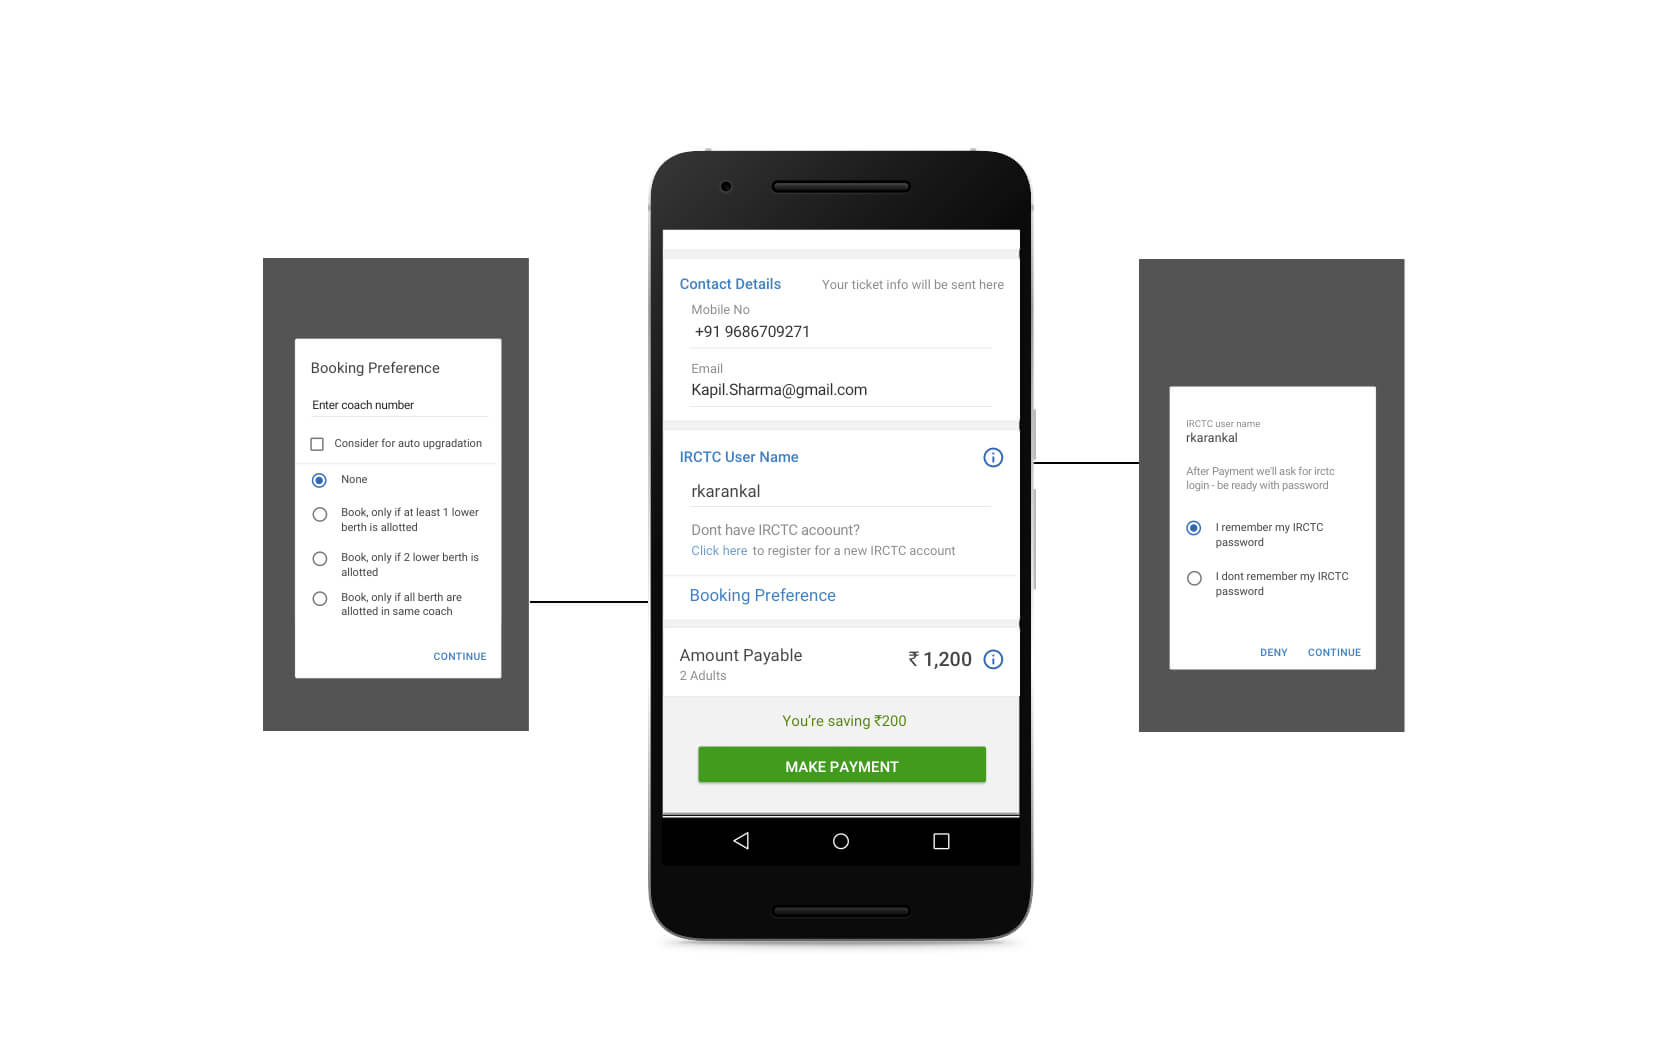 Booking Preference
Enter coach number
Consider for auto upgradation
None
Book, only if at least 1 lower
berth is allotted
Book, only if 2 lower berth is
allotted
Book, only if all berth are
allotted in same coach
CONTINUE
Contact Details Your ticket info will be sent here
Mobile No
+91 9686709271
Email
Kapil.Sharma@gmail.com
IRCTC User Name
rkarankal
Dont have IRCTC acoount?
Click here to register for a new IRCTC account
Booking Preference
Amount Payable ₹ 1,200
2 Adults
You're saving ₹200
MAKE PAYMENT
IRCTC user name
rkarankal
After Payment we'll ask for irctc
login - be ready with password
I remember my IRCTC
password
I dont remember my IRCTC
password
DENY CONTINUE